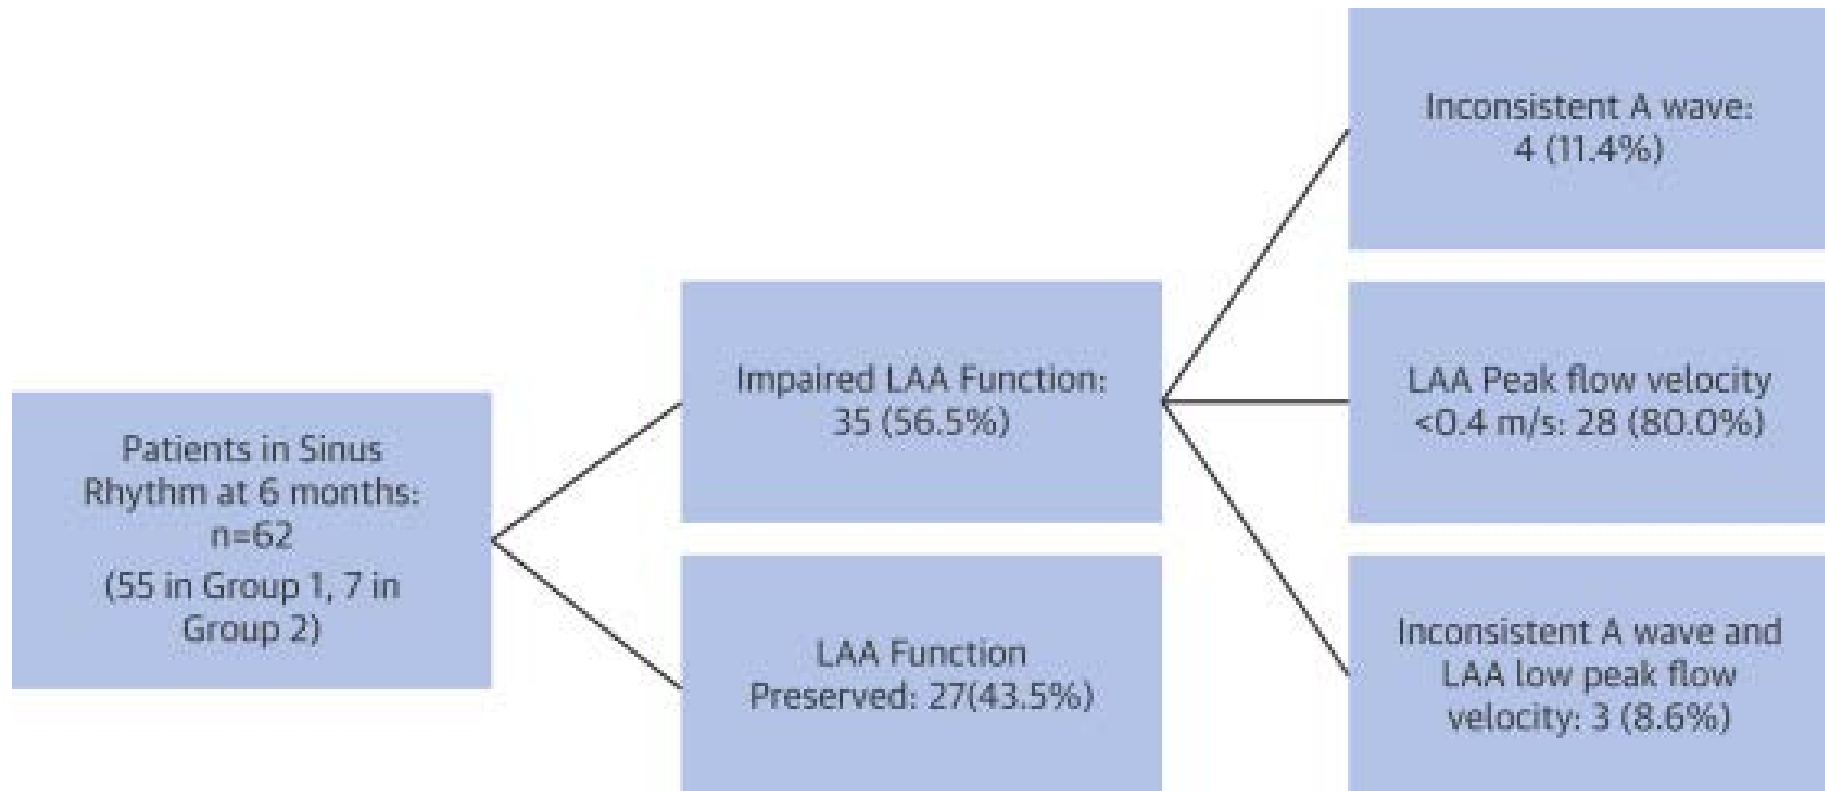 Patients in Sinus
Rhythm at 6 months:
n=62
(55 in Group 1, 7 in
Group 2)
Impaired LAA Function:
35 (56.5%)
LAA Function
Preserved: 27(43.5%)
Inconsistent A wave:
4 (11.4%)
LAA Peak flow velocity
<0.4 m/s: 28 (80.0%)
Inconsistent A wave and
LAA low peak flow
velocity: 3 (8.6%)